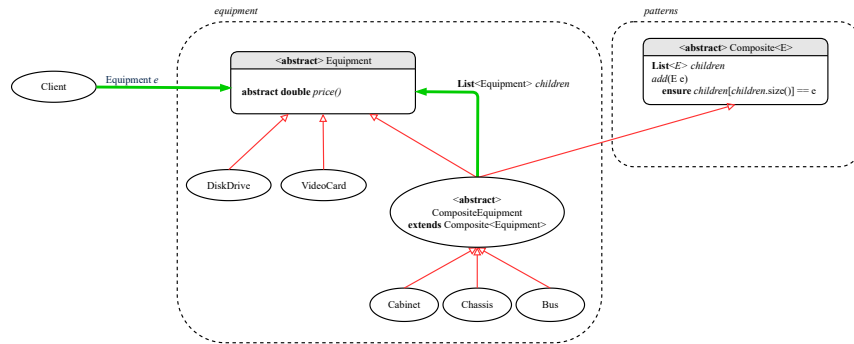 equipment
patterns
<abstract> Equipment
abstract double price()
<abstract> Composite<E>
List<E> children
add(E e)
ensure children[children.size()] == e
Client
Equipment e
List<Equipment> children
DiskDrive
VideoCard
<abstract>
CompositeEquipment
extends Composite<Equipment>
Cabinet
Chassis
Bus